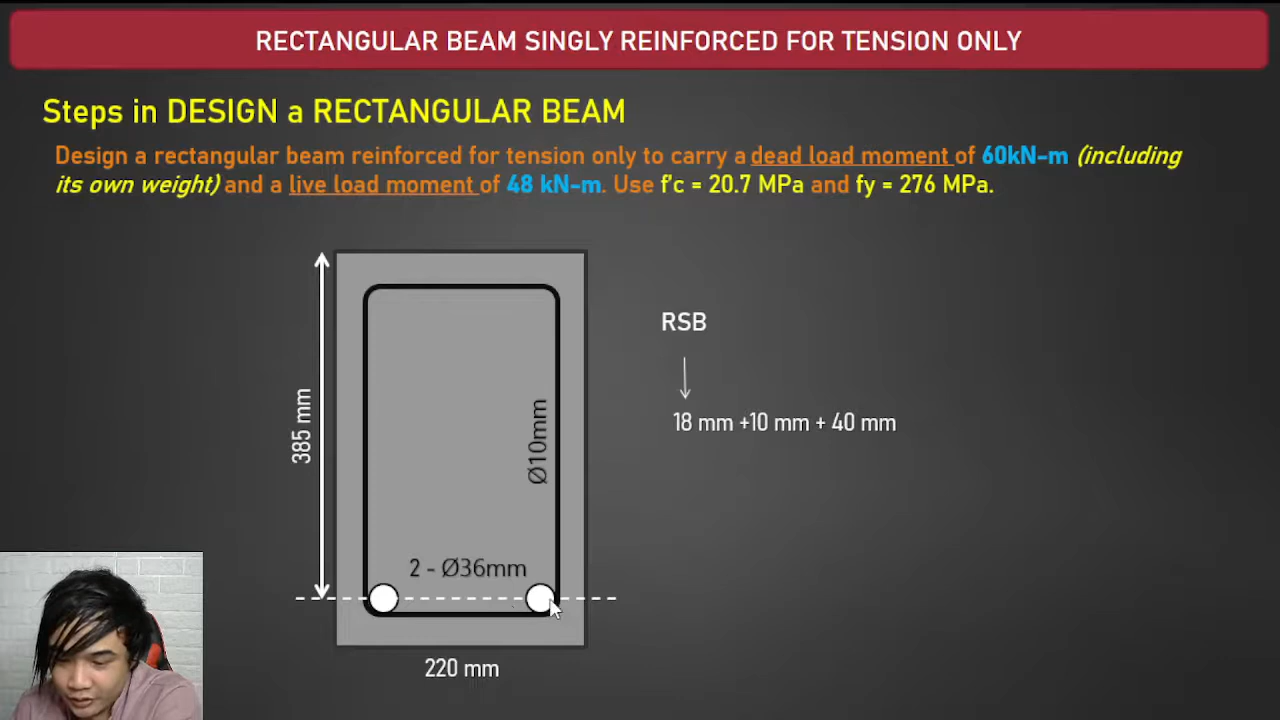 RECTANGULAR BEAM SINGLY REINFORCED FOR TENSION ONLY
Steps in DESIGN a RECTANGULAR BEAM
Design a rectangular beam reinforced for tension only to carry a dead load moment of 60kN-m (including
its own weight) and a live load moment of 48 kN-m. Use f'c = 20.7 MPa and fy = 276 MPa.
RSB
385 mm
Ø10mm
18 mm +10 mm + 40 mm
2 - Ø36mm
220 mm